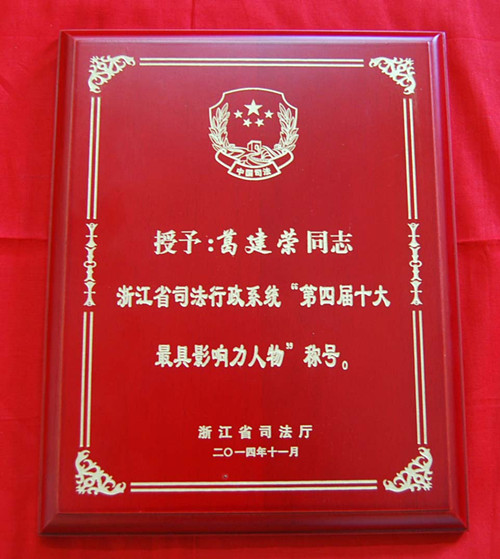 中国司法
授予：葛建荣同志
浙江省司法行政系统“第四届十大
最具影响力人物”称号。
浙江省司法厅
二〇一四年十一月